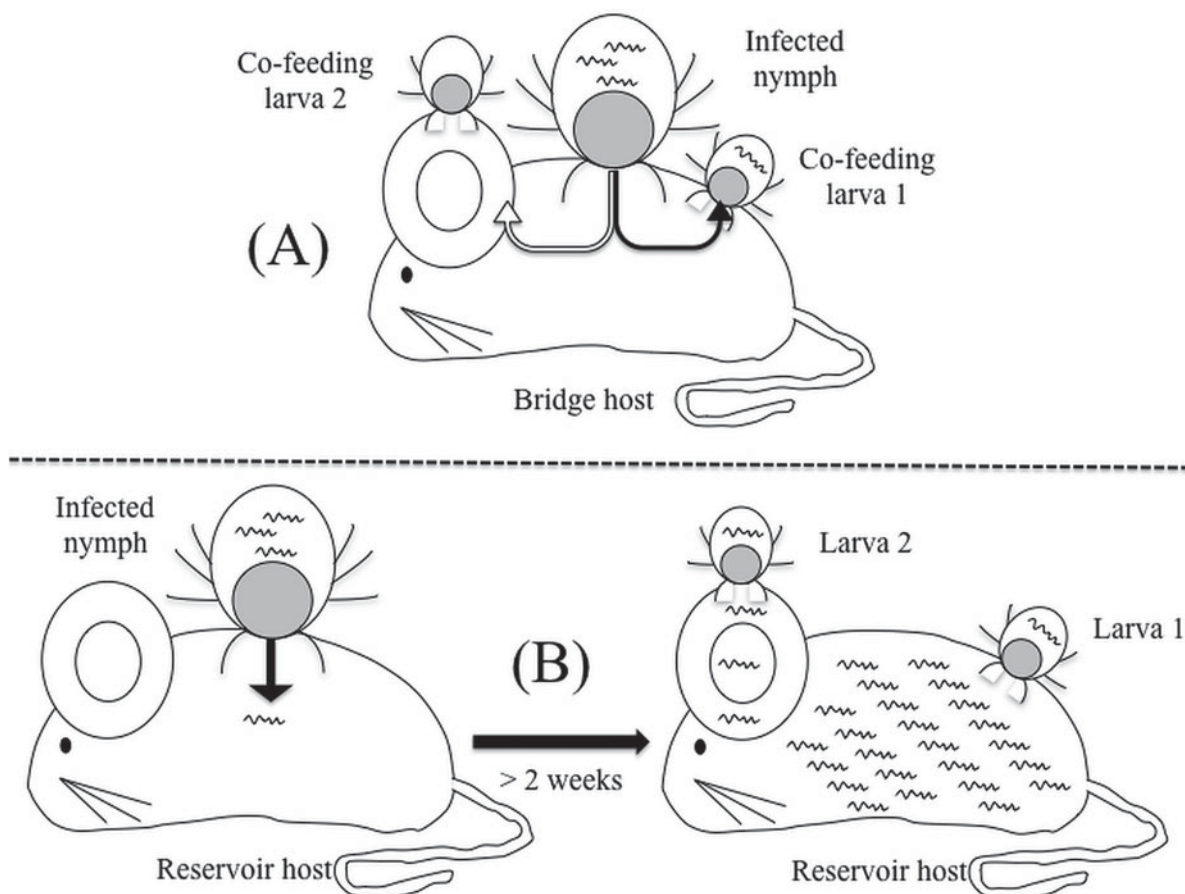 Co-feeding
larva 2
Infected
nymph
Co-feeding
larva 1
(A)
Bridge host
Infected
nymph
Larva 2
Larva 1
(B)
> 2 weeks
Reservoir host
Reservoir host